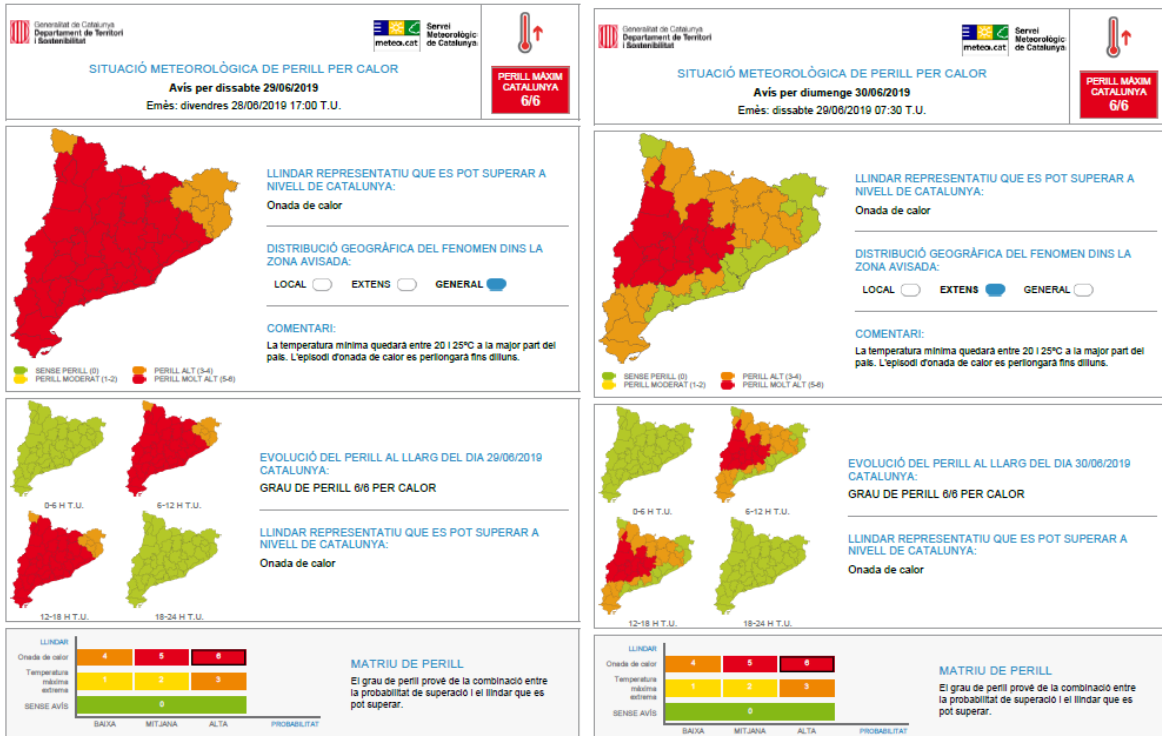 Generalitat de Catalunya
Departament de Territori
i Sostenibilitat
meteo.cat
Servei
Meteorològic
de Catalunya
SITUACIÓ METEOROLÒGICA DE PERILL PER CALOR
Avís per dissabte 29/06/2019
Emès: divendres 28/06/2019 17:00 T.U.
PERILL MÀXIM
CATALUNYA
6/6
LLINDAR REPRESENTATIU QUE ES POT SUPERAR A
NIVELL DE CATALUNYA:
Onada de calor
DISTRIBUCIÓ GEOGRÀFICA DEL FENOMEN DINS LA
ZONA AVISADA:
LOCAL EXTENS GENERAL
COMENTARI:
La temperatura mínima quedarà entre 20 i 25ºC a la major part del
país. L'episodi d'onada de calor es perllongarà fins dilluns.
SENSE PERILL (0) PERILL ALT (3-4)
PERILL MODERAT (1-2) PERILL MOLT ALT (5-6)
0-6 H T.U. 6-12 H T.U.
12-18 H T.U. 18-24 H T.U.
EVOLUCIÓ DEL PERILL AL LLARG DEL DIA 29/06/2019
CATALUNYA:
GRAU DE PERILL 6/6 PER CALOR
LLINDAR REPRESENTATIU QUE ES POT SUPERAR A
NIVELL DE CATALUNYA:
Onada de calor
LLINDAR
Onada de calor 4 5 6
Temperatura
màxima
extrema
1 2 3
SENSE AVÍS 0
BAIXA MITJANA ALTA PROBABILITAT
MATRIU DE PERILL
El grau de perill prové de la combinació entre
la probabilitat de superació i el llindar que es
pot superar.
Generalitat de Catalunya
Departament de Territori
i Sostenibilitat
meteo.cat
Servei
Meteorològic
de Catalunya
SITUACIÓ METEOROLÒGICA DE PERILL PER CALOR
Avís per diumenge 30/06/2019
Emès: dissabte 29/06/2019 07:30 T.U.
PERILL MÀXIM
CATALUNYA
6/6
LLINDAR REPRESENTATIU QUE ES POT SUPERAR A
NIVELL DE CATALUNYA:
Onada de calor
DISTRIBUCIÓ GEOGRÀFICA DEL FENOMEN DINS LA
ZONA AVISADA:
LOCAL EXTENS GENERAL
COMENTARI:
La temperatura mínima quedarà entre 20 i 25ºC a la major part del
país. L'episodi d'onada de calor es perllongarà fins dilluns.
SENSE PERILL (0) PERILL ALT (3-4)
PERILL MODERAT (1-2) PERILL MOLT ALT (5-6)
0-6 H T.U. 6-12 H T.U.
12-18 H T.U. 18-24 H T.U.
EVOLUCIÓ DEL PERILL AL LLARG DEL DIA 30/06/2019
CATALUNYA:
GRAU DE PERILL 6/6 PER CALOR
LLINDAR REPRESENTATIU QUE ES POT SUPERAR A
NIVELL DE CATALUNYA:
Onada de calor
LLINDAR
Onada de calor 4 5 6
Temperatura
màxima
extrema
1 2 3
SENSE AVÍS 0
BAIXA MITJANA ALTA PROBABILITAT
MATRIU DE PERILL
El grau de perill prové de la combinació entre
la probabilitat de superació i el llindar que es
pot superar.